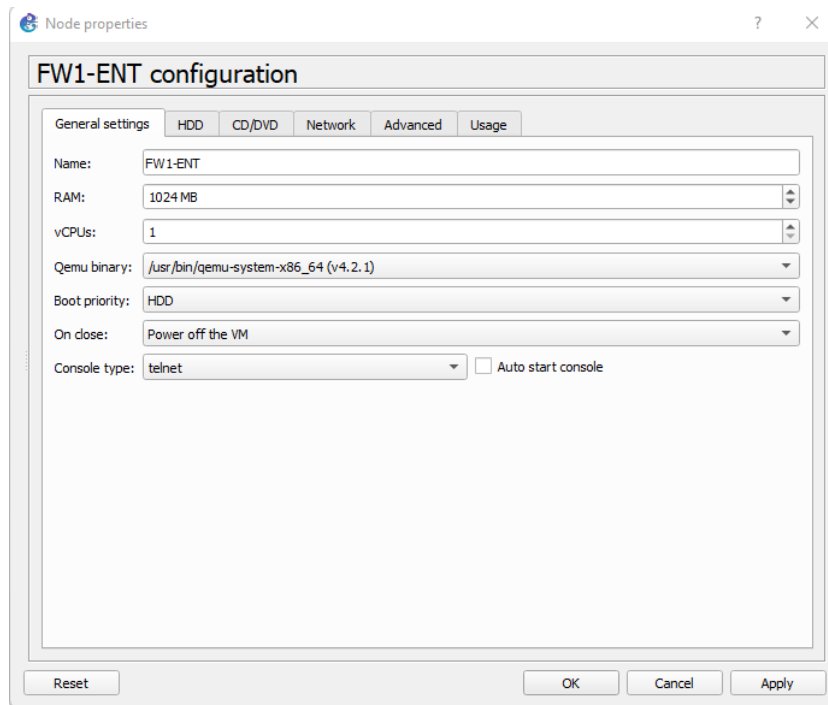 Node properties
FW1-ENT configuration
General settings HDD CD/DVD Network Advanced Usage
Name: FW1-ENT
RAM: 1024 MB
vCPUs: 1
Qemu binary: /usr/bin/qemu-system-x86_64 (v4.2.1)
Boot priority: HDD
On close: Power off the VM
Console type: telnet Auto start console
Reset OK Cancel Apply